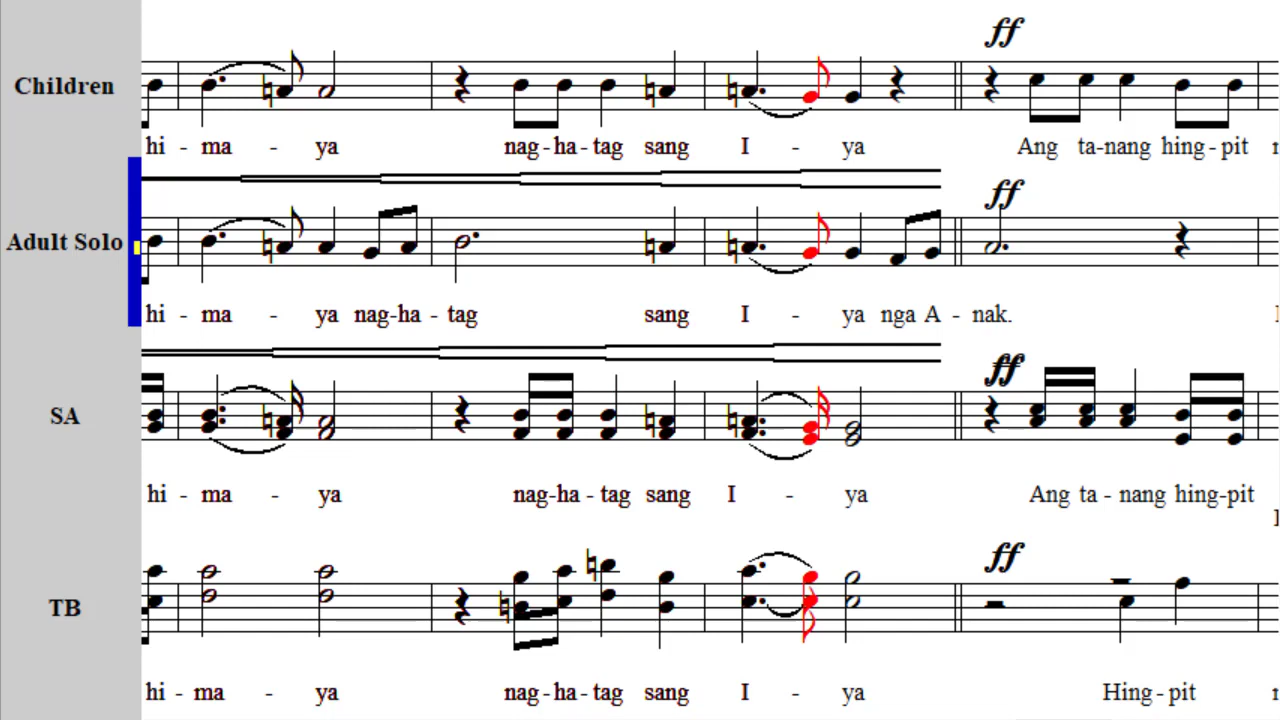 ff
Children
hi - ma - ya nag-ha-tag sang I - ya Ang ta-nang hing-pit
ff
Adult Solo
hi - ma - ya nag-ha - tag sang I - ya nga A - nak.
ff
SA
hi - ma - ya nag-ha - tag sang I - ya Ang ta - nang hing-pit
ff
TB
hi - ma - ya nag-ha-tag sang I - ya Hing-pit